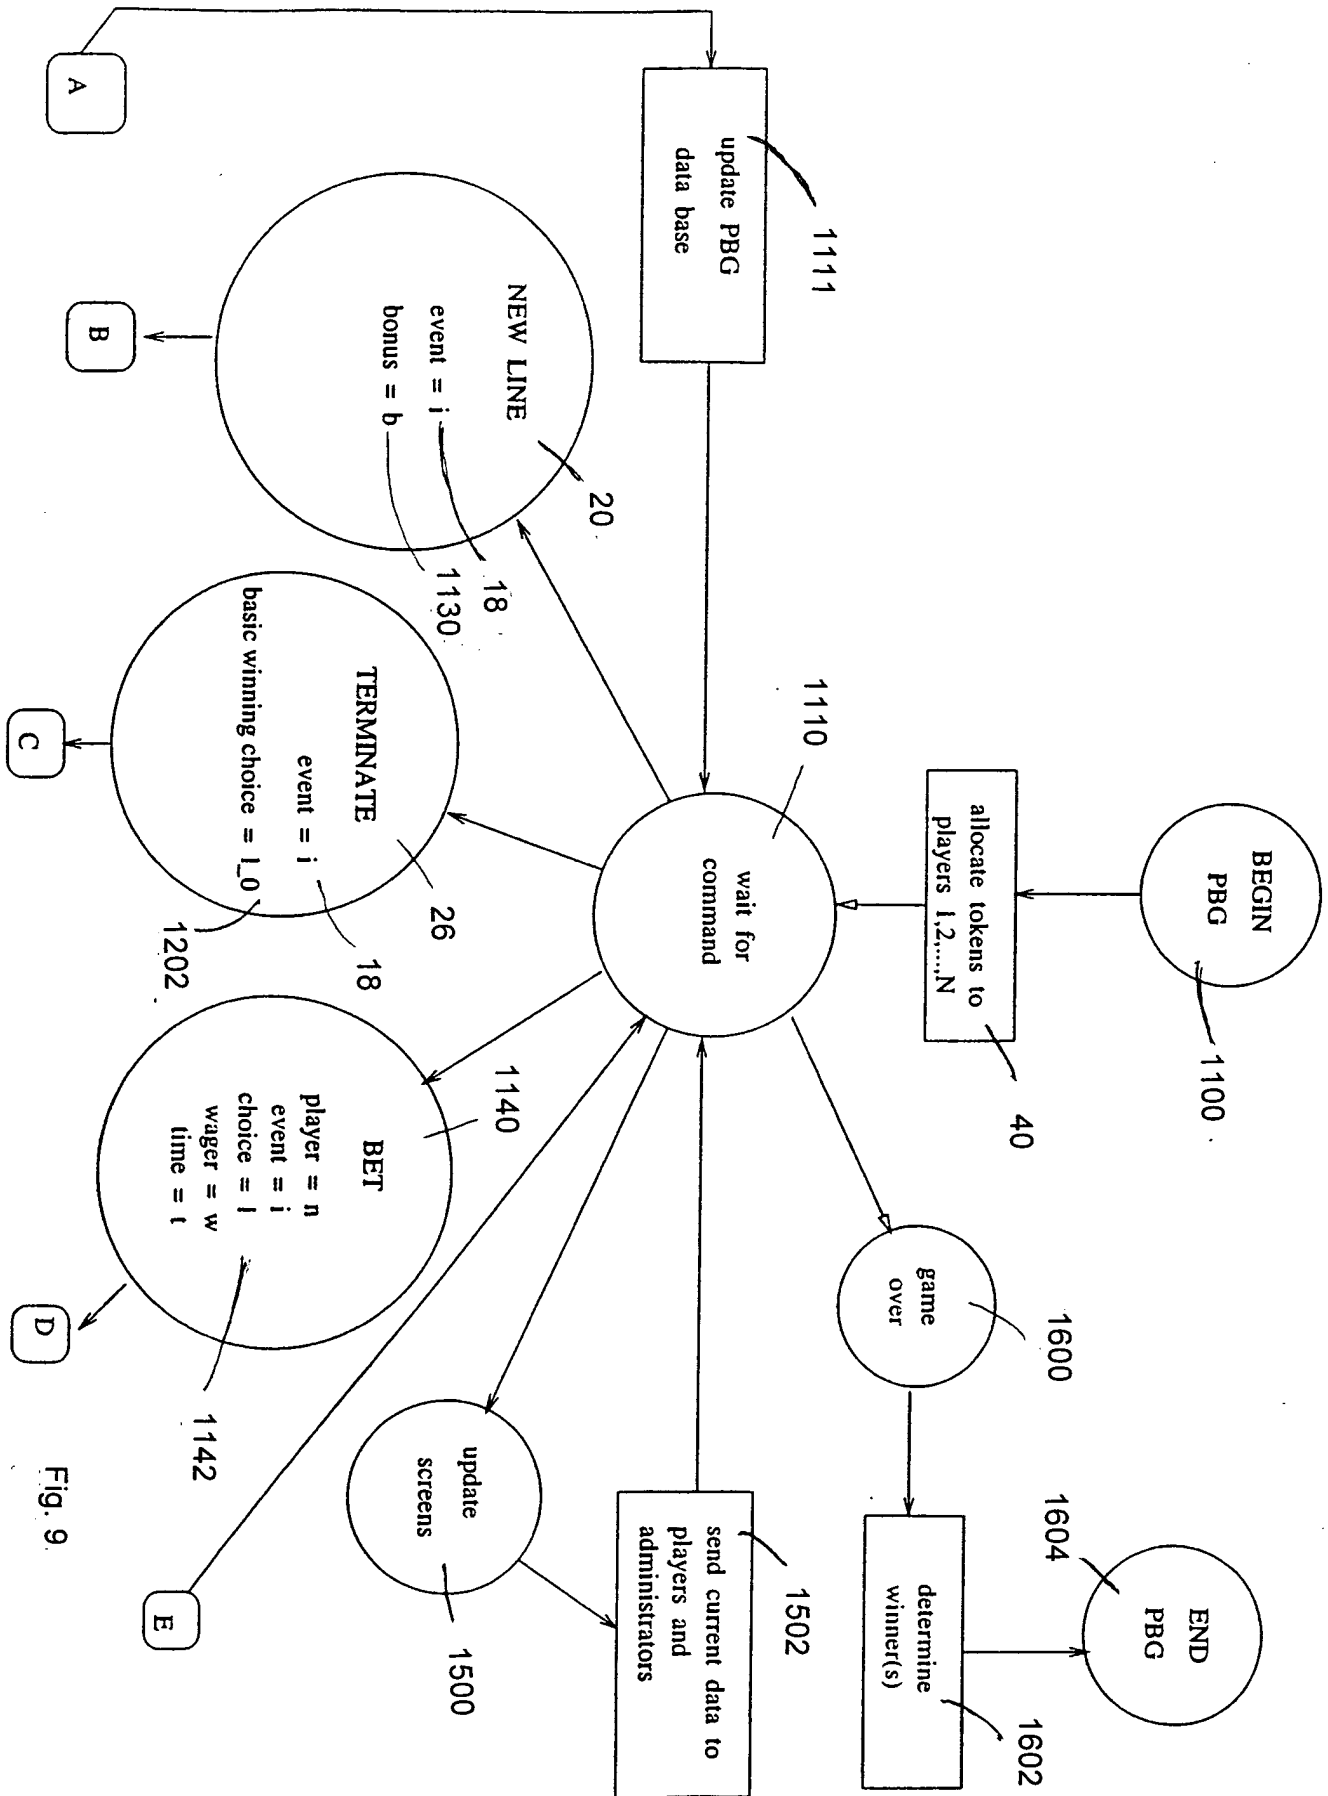 BEGIN
PBG
1100
allocate tokens to
players 1,2,...,N
40
END
PBG
1604
game
over
1600
determine
winner(s)
1602
update PBG
data base
1111
wait for
command
1110
send current data to
players and
administrators
1502
update
screens
1500
NEW LINE
event = i
bonus = b
20
18
1130
TERMINATE
event = i
basic winning choice = l_0
26
18
1202
BET
player = n
event = i
choice = l
wager = w
time = t
1140
1142
A
B
C
D
E
Fig. 9